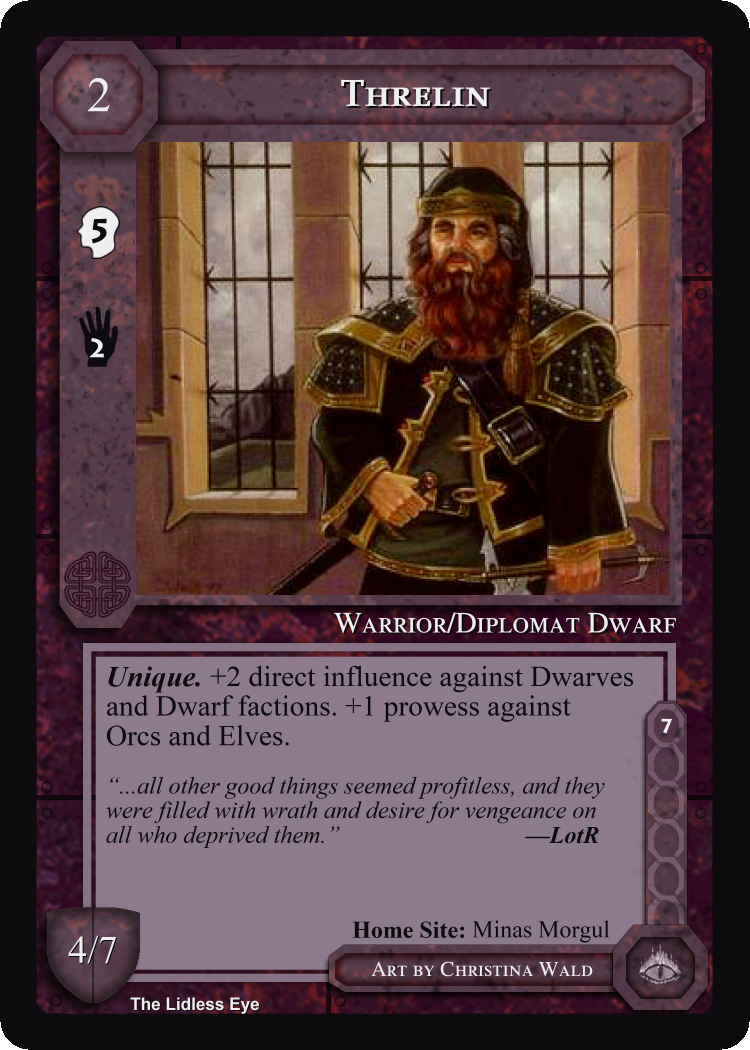 2
THRELIN
5
2
WARRIOR/DIPLOMAT DWARF
Unique. +2 direct influence against Dwarves
and Dwarf factions. +1 prowess against
Orcs and Elves.
7
“...all other good things seemed profitless, and they
were filled with wrath and desire for vengeance on
all who deprived them.” —LotR
Home Site: Minas Morgul
4/7
ART BY CHRISTINA WALD
The Lidless Eye